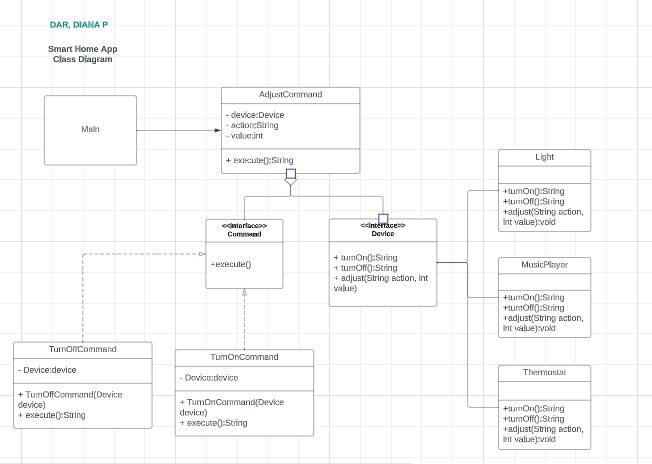 DAR, DIANA P
Smart Home App
Class Diagram
Main
AdjustCommand
- device:Device
- action:String
- value:int
+ execute():String
<<interface>>
Command
+execute()
<<interface>>
Device
+ turnOn():String
+ turnOff():String
+ adjust(String action, Int
value)
Light
+turnOn():String
+turnOff():String
+adjust(String action,
Int value):void
MusicPlayer
+turnOn():String
+turnOff():String
+adjust(String action,
Int value):void
Thermostat
+turnOn():String
+turnOff():String
+adjust(String action,
Int value):void
TurnOffCommand
- Device:device
+ TurnOffCommand(Device
device)
+ execute():String
TurnOnCommand
- Device:device
+ TurnOnCommand(Device
device)
+ execute():String